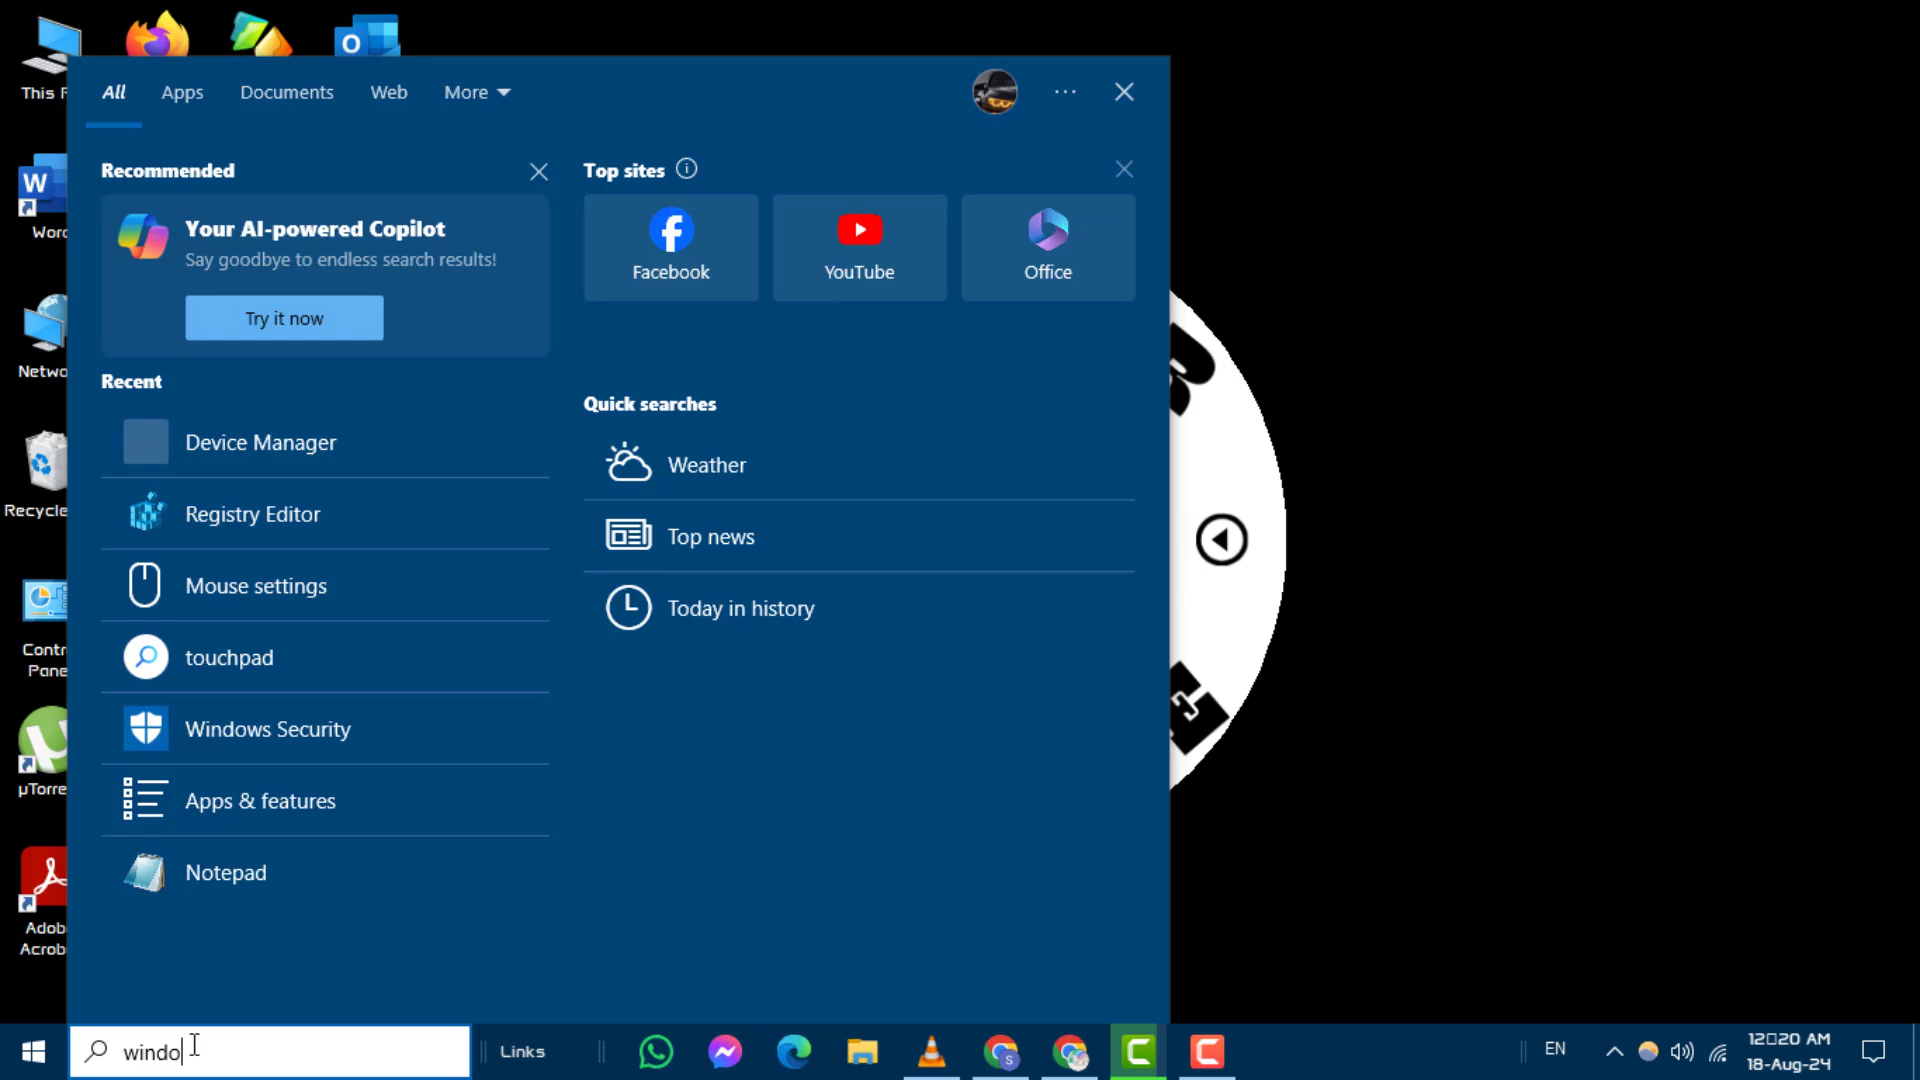 This P
Word
Netwo
Recycle
Contr
Pane
µTorre
Adob
Acrob
All
Apps
Documents
Web
More
Recommended
Your AI-powered Copilot
Say goodbye to endless search results!
Try it now
Recent
Device Manager
Registry Editor
Mouse settings
touchpad
Windows Security
Apps & features
Notepad
Top sites
Facebook
YouTube
Office
Quick searches
Weather
Top news
Today in history
windo
Links
EN
12□20 AM
18-Aug-24